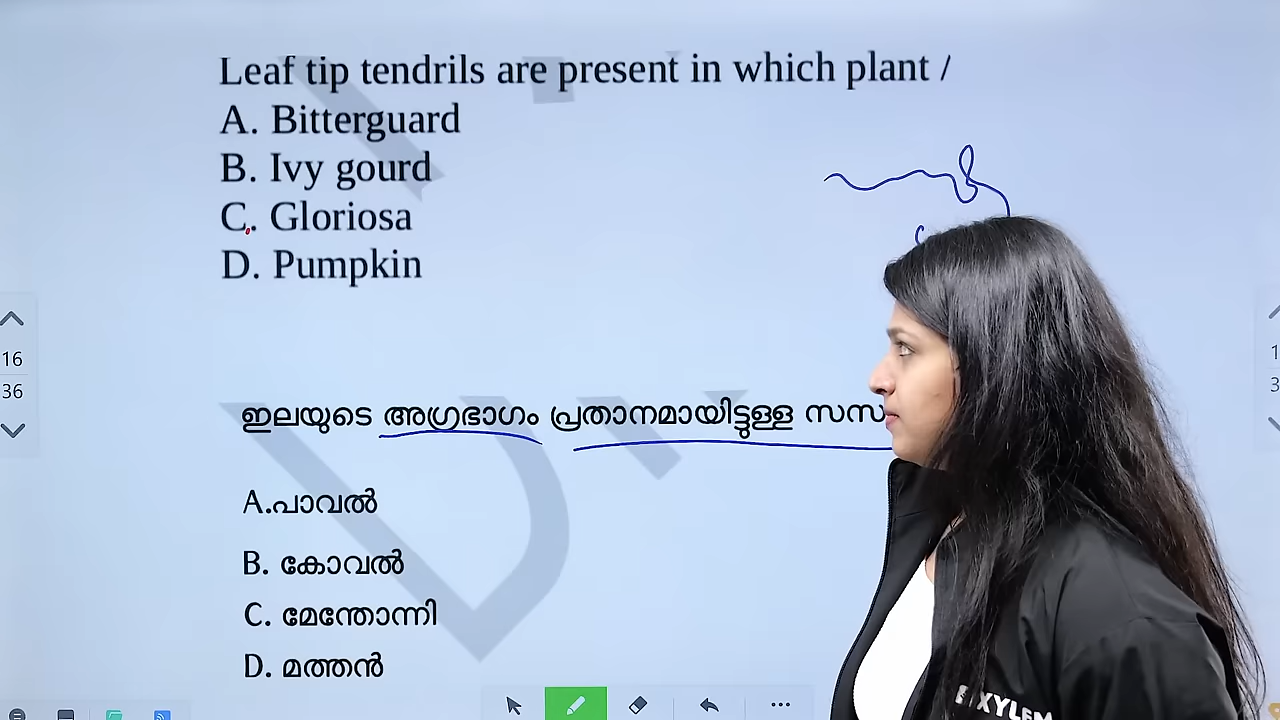 Leaf tip tendrils are present in which plant /
A. Bitterguard
B. Ivy gourd
C. Gloriosa
D. Pumpkin
16
36
ഇലയുടെ അഗ്രഭാഗം പ്രതാനമായിട്ടുള്ള
A.പാവൽ
B. കോവൽ
C. മേന്തോന്നി
D. മത്തൻ
XYLEM